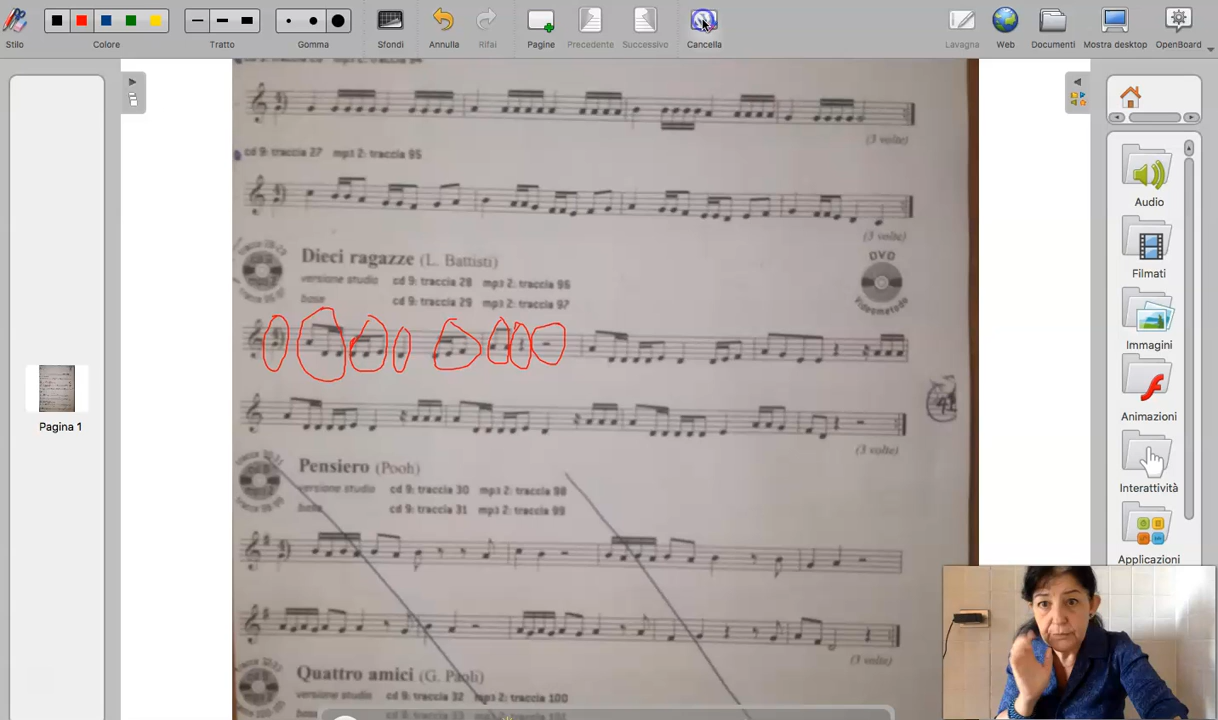 Stilo Colore Tratto Gomma Sfondi Annulla Rifai Pagine Precedente Successivo Cancella Lavagna Web Documenti Mostra desktop OpenBoard
(3 volte)
cd 9: traccia 27 mp3 2: traccia 95
(3 volte)
Dieci ragazze (L. Battisti)
versione studio cd 9: traccia 28 mp3 2: traccia 96
base cd 9: traccia 29 mp3 2: traccia 97
DVD
Videometodo
(3 volte)
Pensiero (Pooh)
versione studio cd 9: traccia 30 mp3 2: traccia 98
base cd 9: traccia 31 mp3 2: traccia 99
(3 volte)
Quattro amici (G. Paoli)
versione studio cd 9: traccia 32 mp3 2: traccia 100
Pagina 1
Audio
Filmati
Immagini
Animazioni
Interattività
Applicazioni